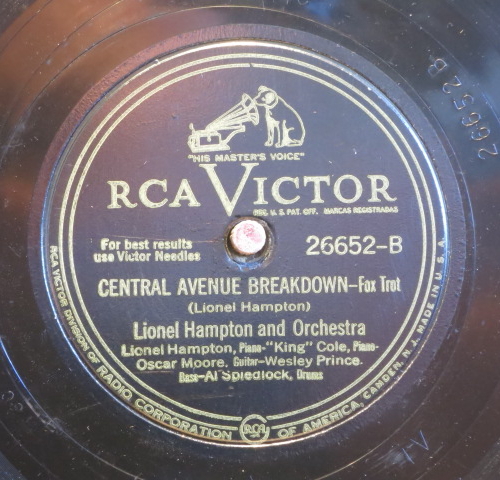 "HIS MASTER'S VOICE"
RCA VICTOR
REG. U. S. PAT. OFF. MARCAS REGISTRADAS
For best results
use Victor Needles
26652-B
CENTRAL AVENUE BREAKDOWN-Fox Trot
(Lionel Hampton)
Lionel Hampton and Orchestra
Lionel Hampton, Piano-"King" Cole, Piano-
Oscar Moore, Guitar-Wesley Prince.
Bass-Al Spiedlock, Drums
RCA VICTOR DIVISION OF RADIO CORPORATION RCA OF AMERICA, CAMDEN, N. J. MADE IN U. S. A.
26652 B